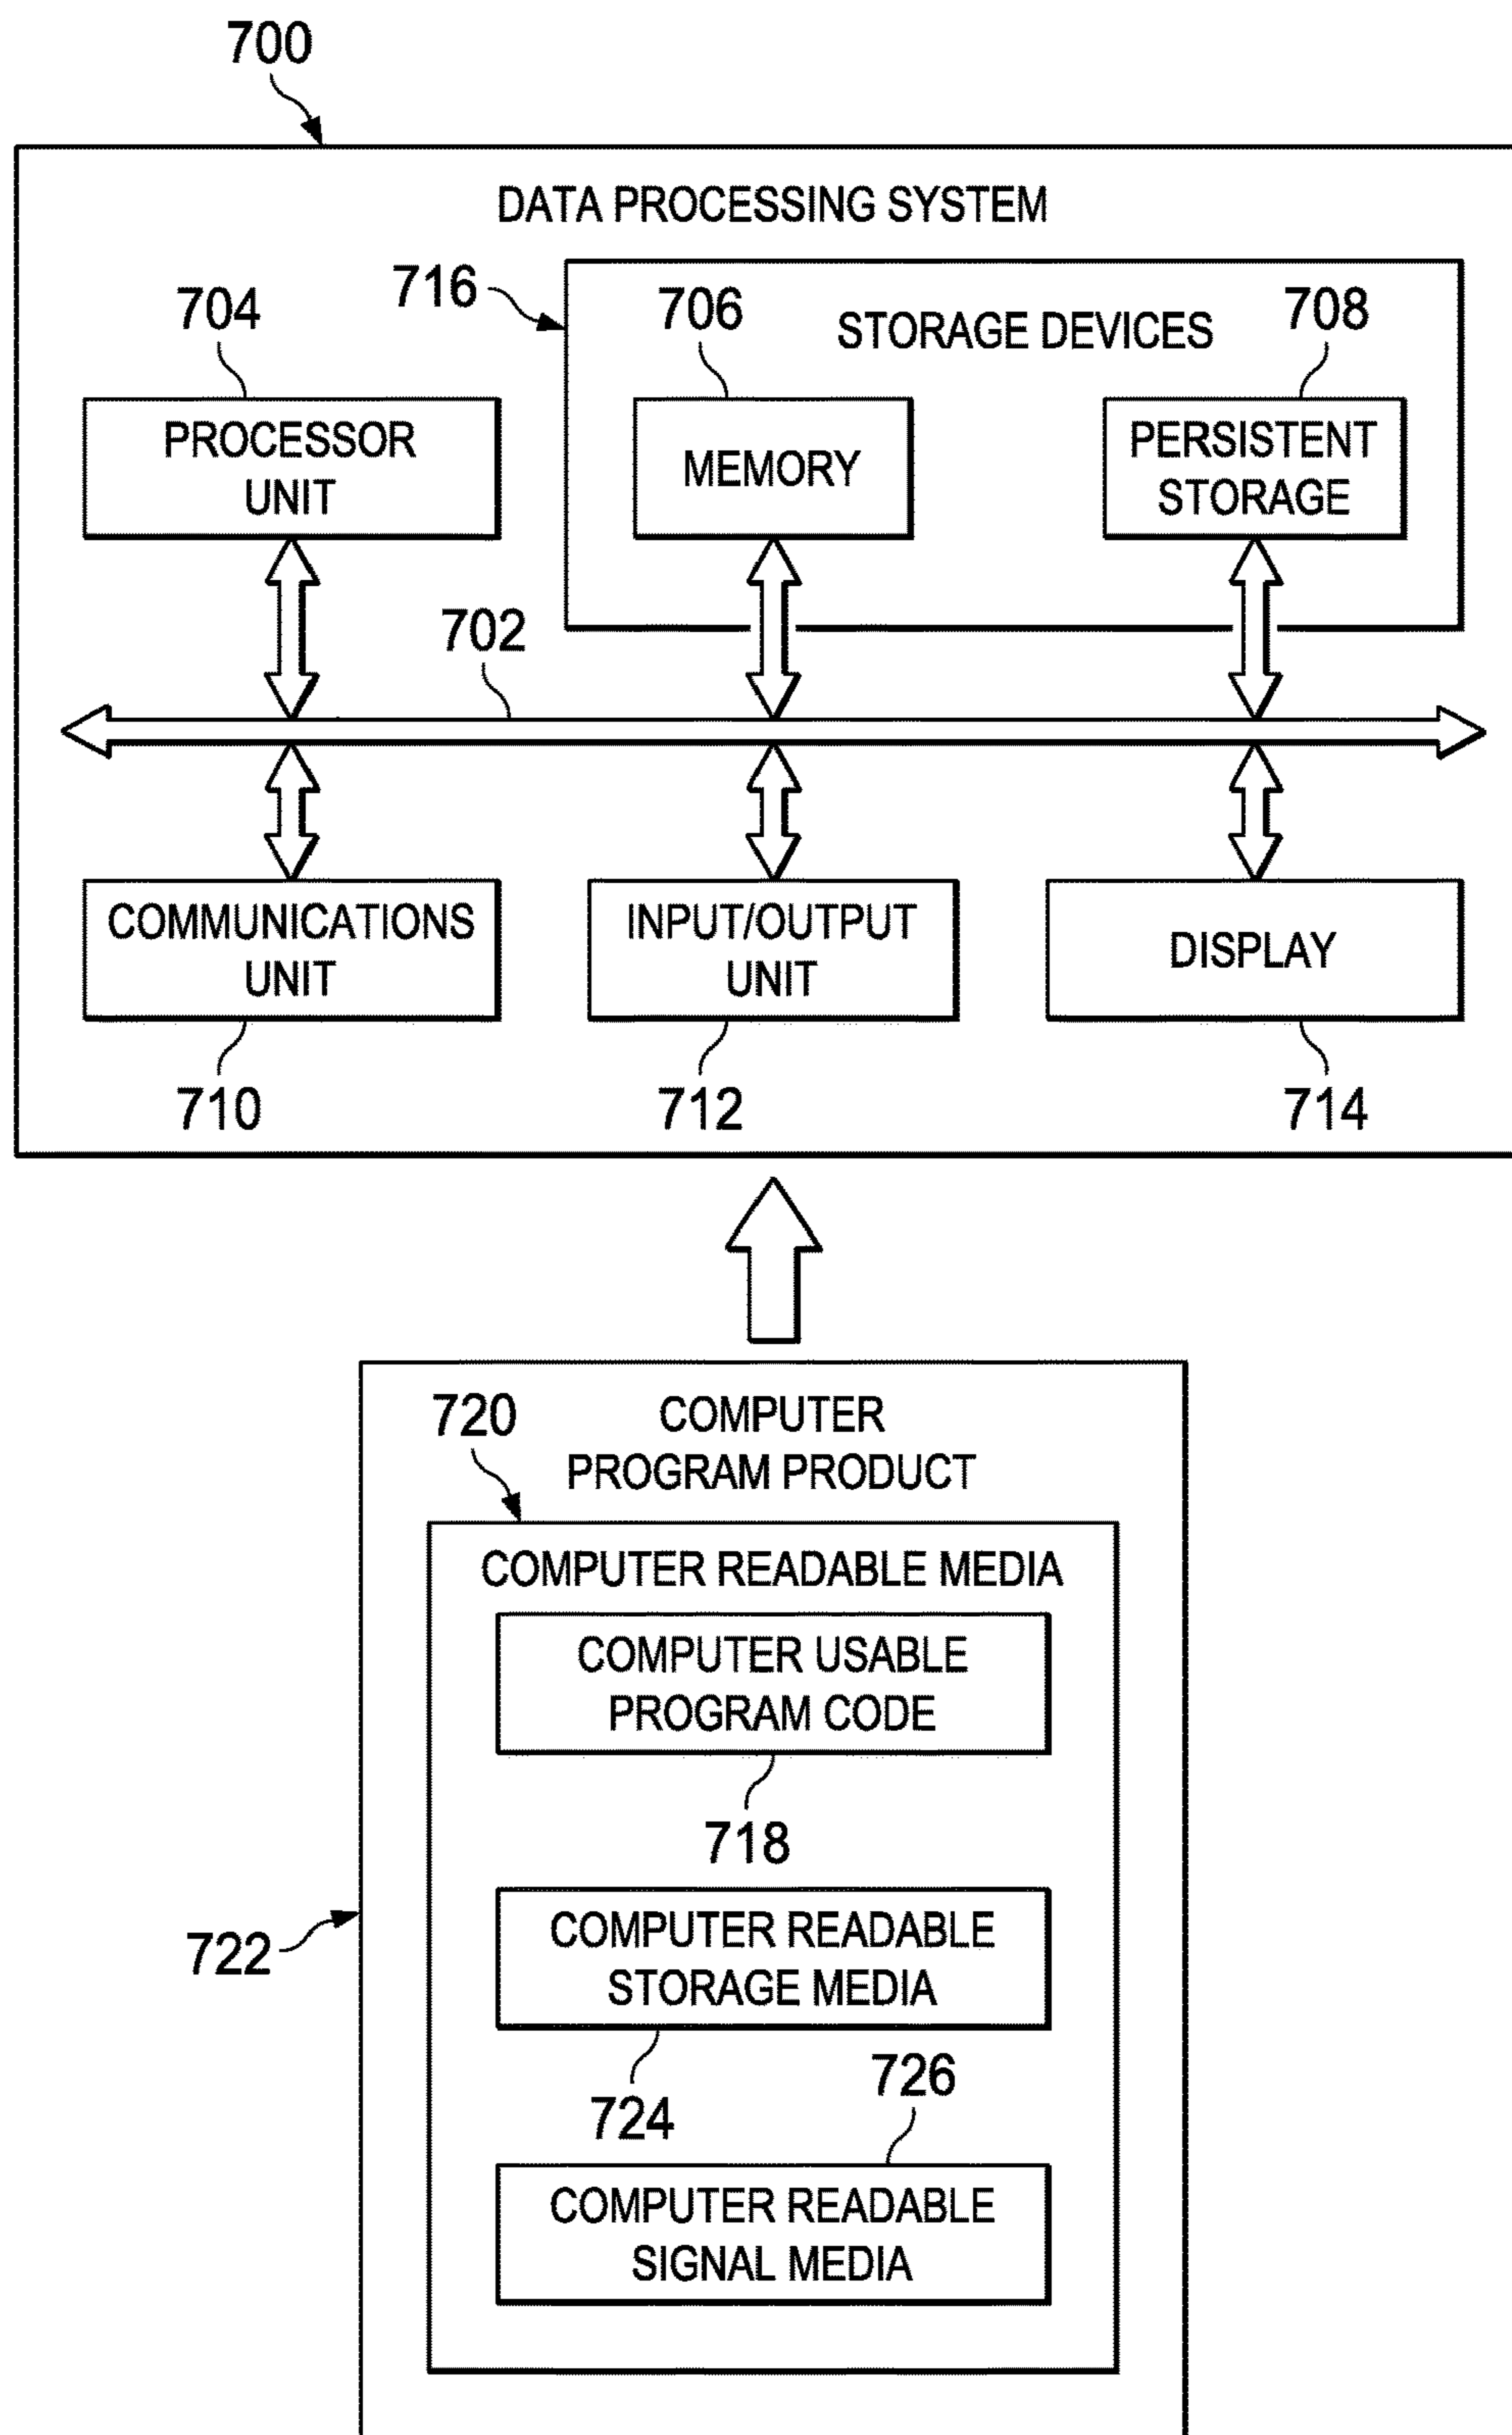 700
DATA PROCESSING SYSTEM
716
704
706
STORAGE DEVICES
708
PROCESSOR
UNIT
MEMORY
PERSISTENT
STORAGE
702
COMMUNICATIONS
UNIT
INPUT/OUTPUT
UNIT
DISPLAY
710
712
714
720
COMPUTER
PROGRAM PRODUCT
COMPUTER READABLE MEDIA
COMPUTER USABLE
PROGRAM CODE
718
722
COMPUTER READABLE
STORAGE MEDIA
724
726
COMPUTER READABLE
SIGNAL MEDIA